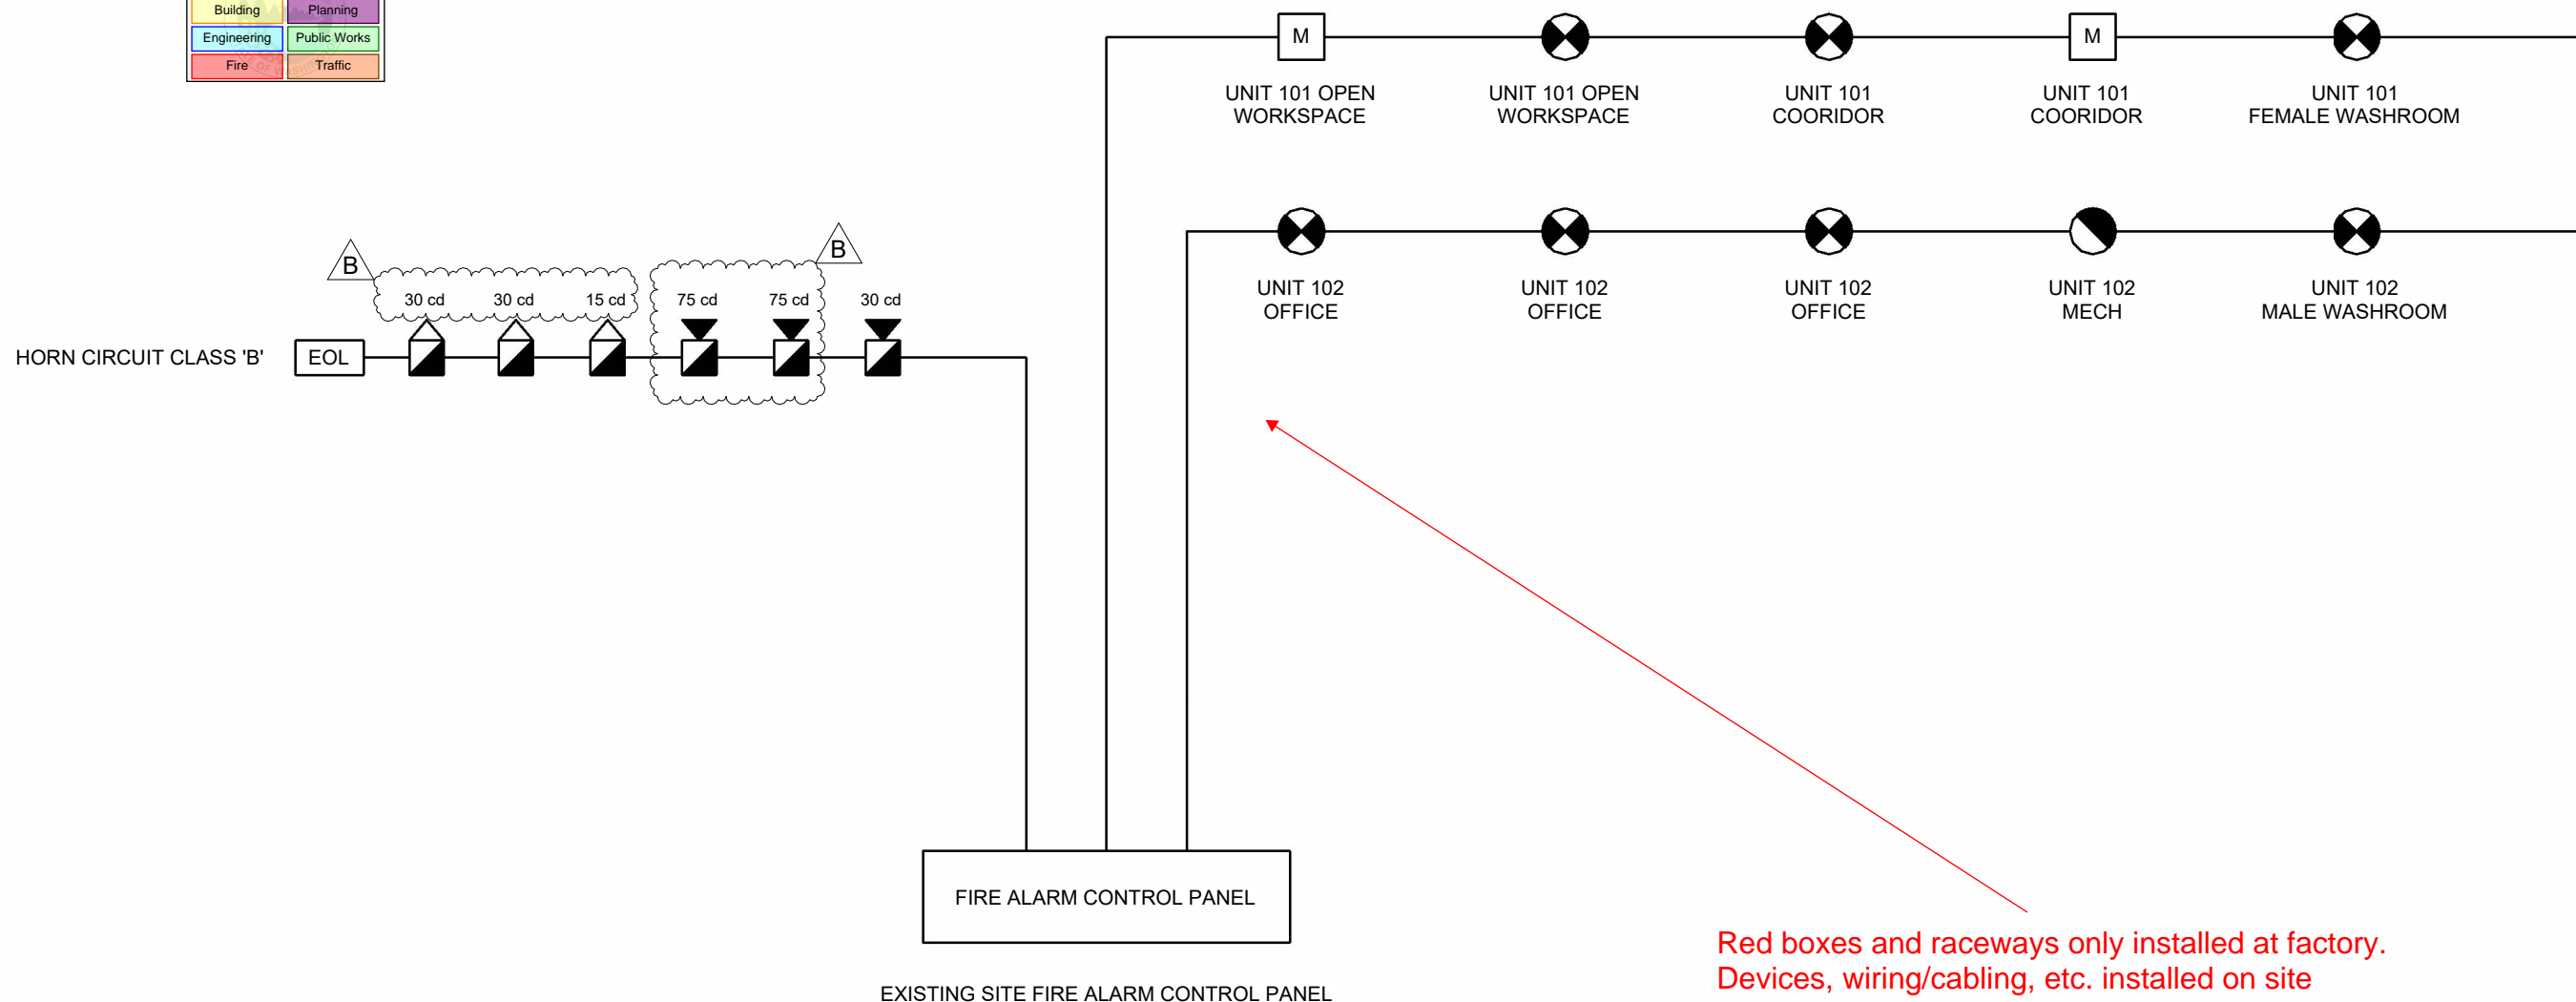 Building Planning
Engineering Public Works
Fire Traffic
M M
UNIT 101 OPEN
WORKSPACE
UNIT 101 OPEN
WORKSPACE
UNIT 101
COORIDOR
UNIT 101
COORIDOR
UNIT 101
FEMALE WASHROOM
UNIT 102
OFFICE
UNIT 102
OFFICE
UNIT 102
OFFICE
UNIT 102
MECH
UNIT 102
MALE WASHROOM
B B
30 cd 30 cd 15 cd 75 cd 75 cd 30 cd
HORN CIRCUIT CLASS 'B' EOL
FIRE ALARM CONTROL PANEL
EXISTING SITE FIRE ALARM CONTROL PANEL
Red boxes and raceways only installed at factory.
Devices, wiring/cabling, etc. installed on site